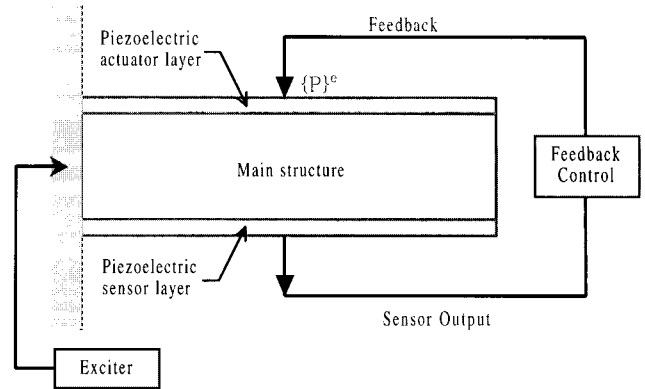 Feedback
Piezoelectric
actuator layer
{P}ᵉ
Main structure
Feedback
Control
Piezoelectric
sensor layer
Sensor Output
Exciter